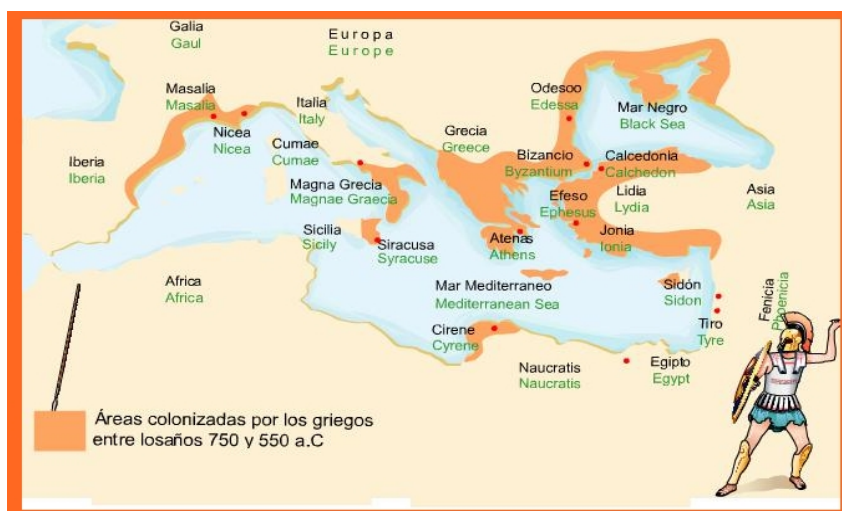 Galia
Gaul
Europa
Europe
Masalia
Masalia
Nicea
Nicea
Italia
Italy
Cumae
Cumae
Grecia
Greece
Odesoo
Edessa
Mar Negro
Black Sea
Bizancio
Byzantium
Calcedonia
Calchedon
Iberia
Iberia
Magna Grecia
Magnae Graecia
Efeso
Ephesus
Lidia
Lydia
Asia
Asia
Sicilia
Sicily
Siracusa
Syracuse
Atenas
Athens
Jonia
Ionia
Africa
Africa
Mar Mediterraneo
Mediterranean Sea
Sidón
Sidon
Fenicia
Phoenicia
Tiro
Tyre
Cirene
Cyrene
Naucratis
Naucratis
Egipto
Egypt
Áreas colonizadas por los griegos
entre losaños 750 y 550 a.C